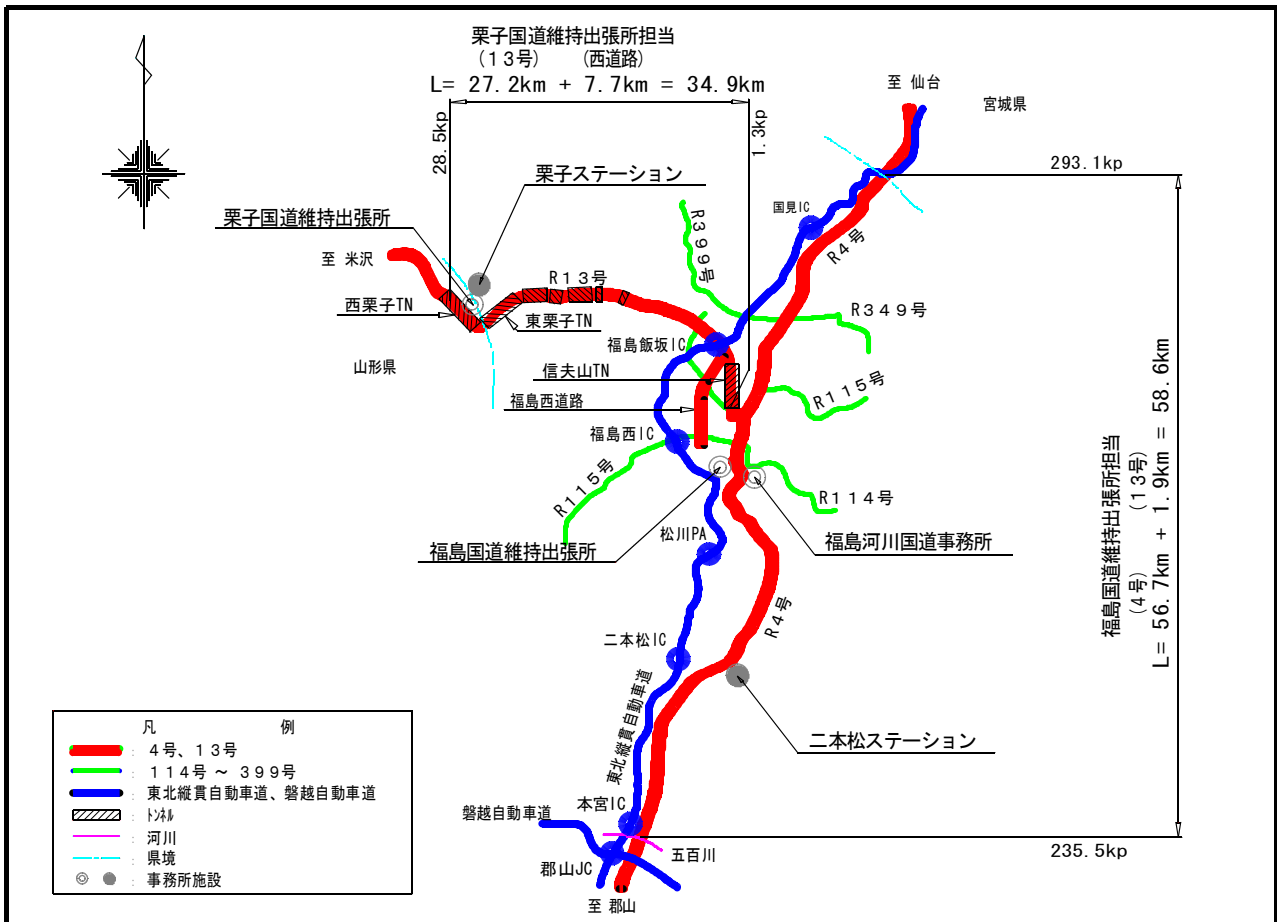 栗子国道維持出張所担当
(13号) (西道路)
L= 27.2km + 7.7km = 34.9km
28.5kp
1.3kp
至 仙台
宮城県
293.1kp
栗子ステーション
国見IC
R399号
R4号
栗子国道維持出張所
至 米沢
R13号
R349号
西栗子TN
東栗子TN
福島飯坂IC
山形県
信夫山TN
福島西道路
R115号
福島西IC
R115号
R114号
福島国道維持出張所
松川PA
福島河川国道事務所
福島国道維持出張所担当
(4号) (13号)
L= 56.7km + 1.9km = 58.6km
R4号
二本松IC
東北縦貫自動車道
二本松ステーション
本宮IC
磐越自動車道
五百川
235.5kp
郡山JC
至 郡山
凡 例
: 4号、13号
: 114号 ~ 399号
: 東北縦貫自動車道、磐越自動車道
: トンネル
: 河川
: 県境
: 事務所施設